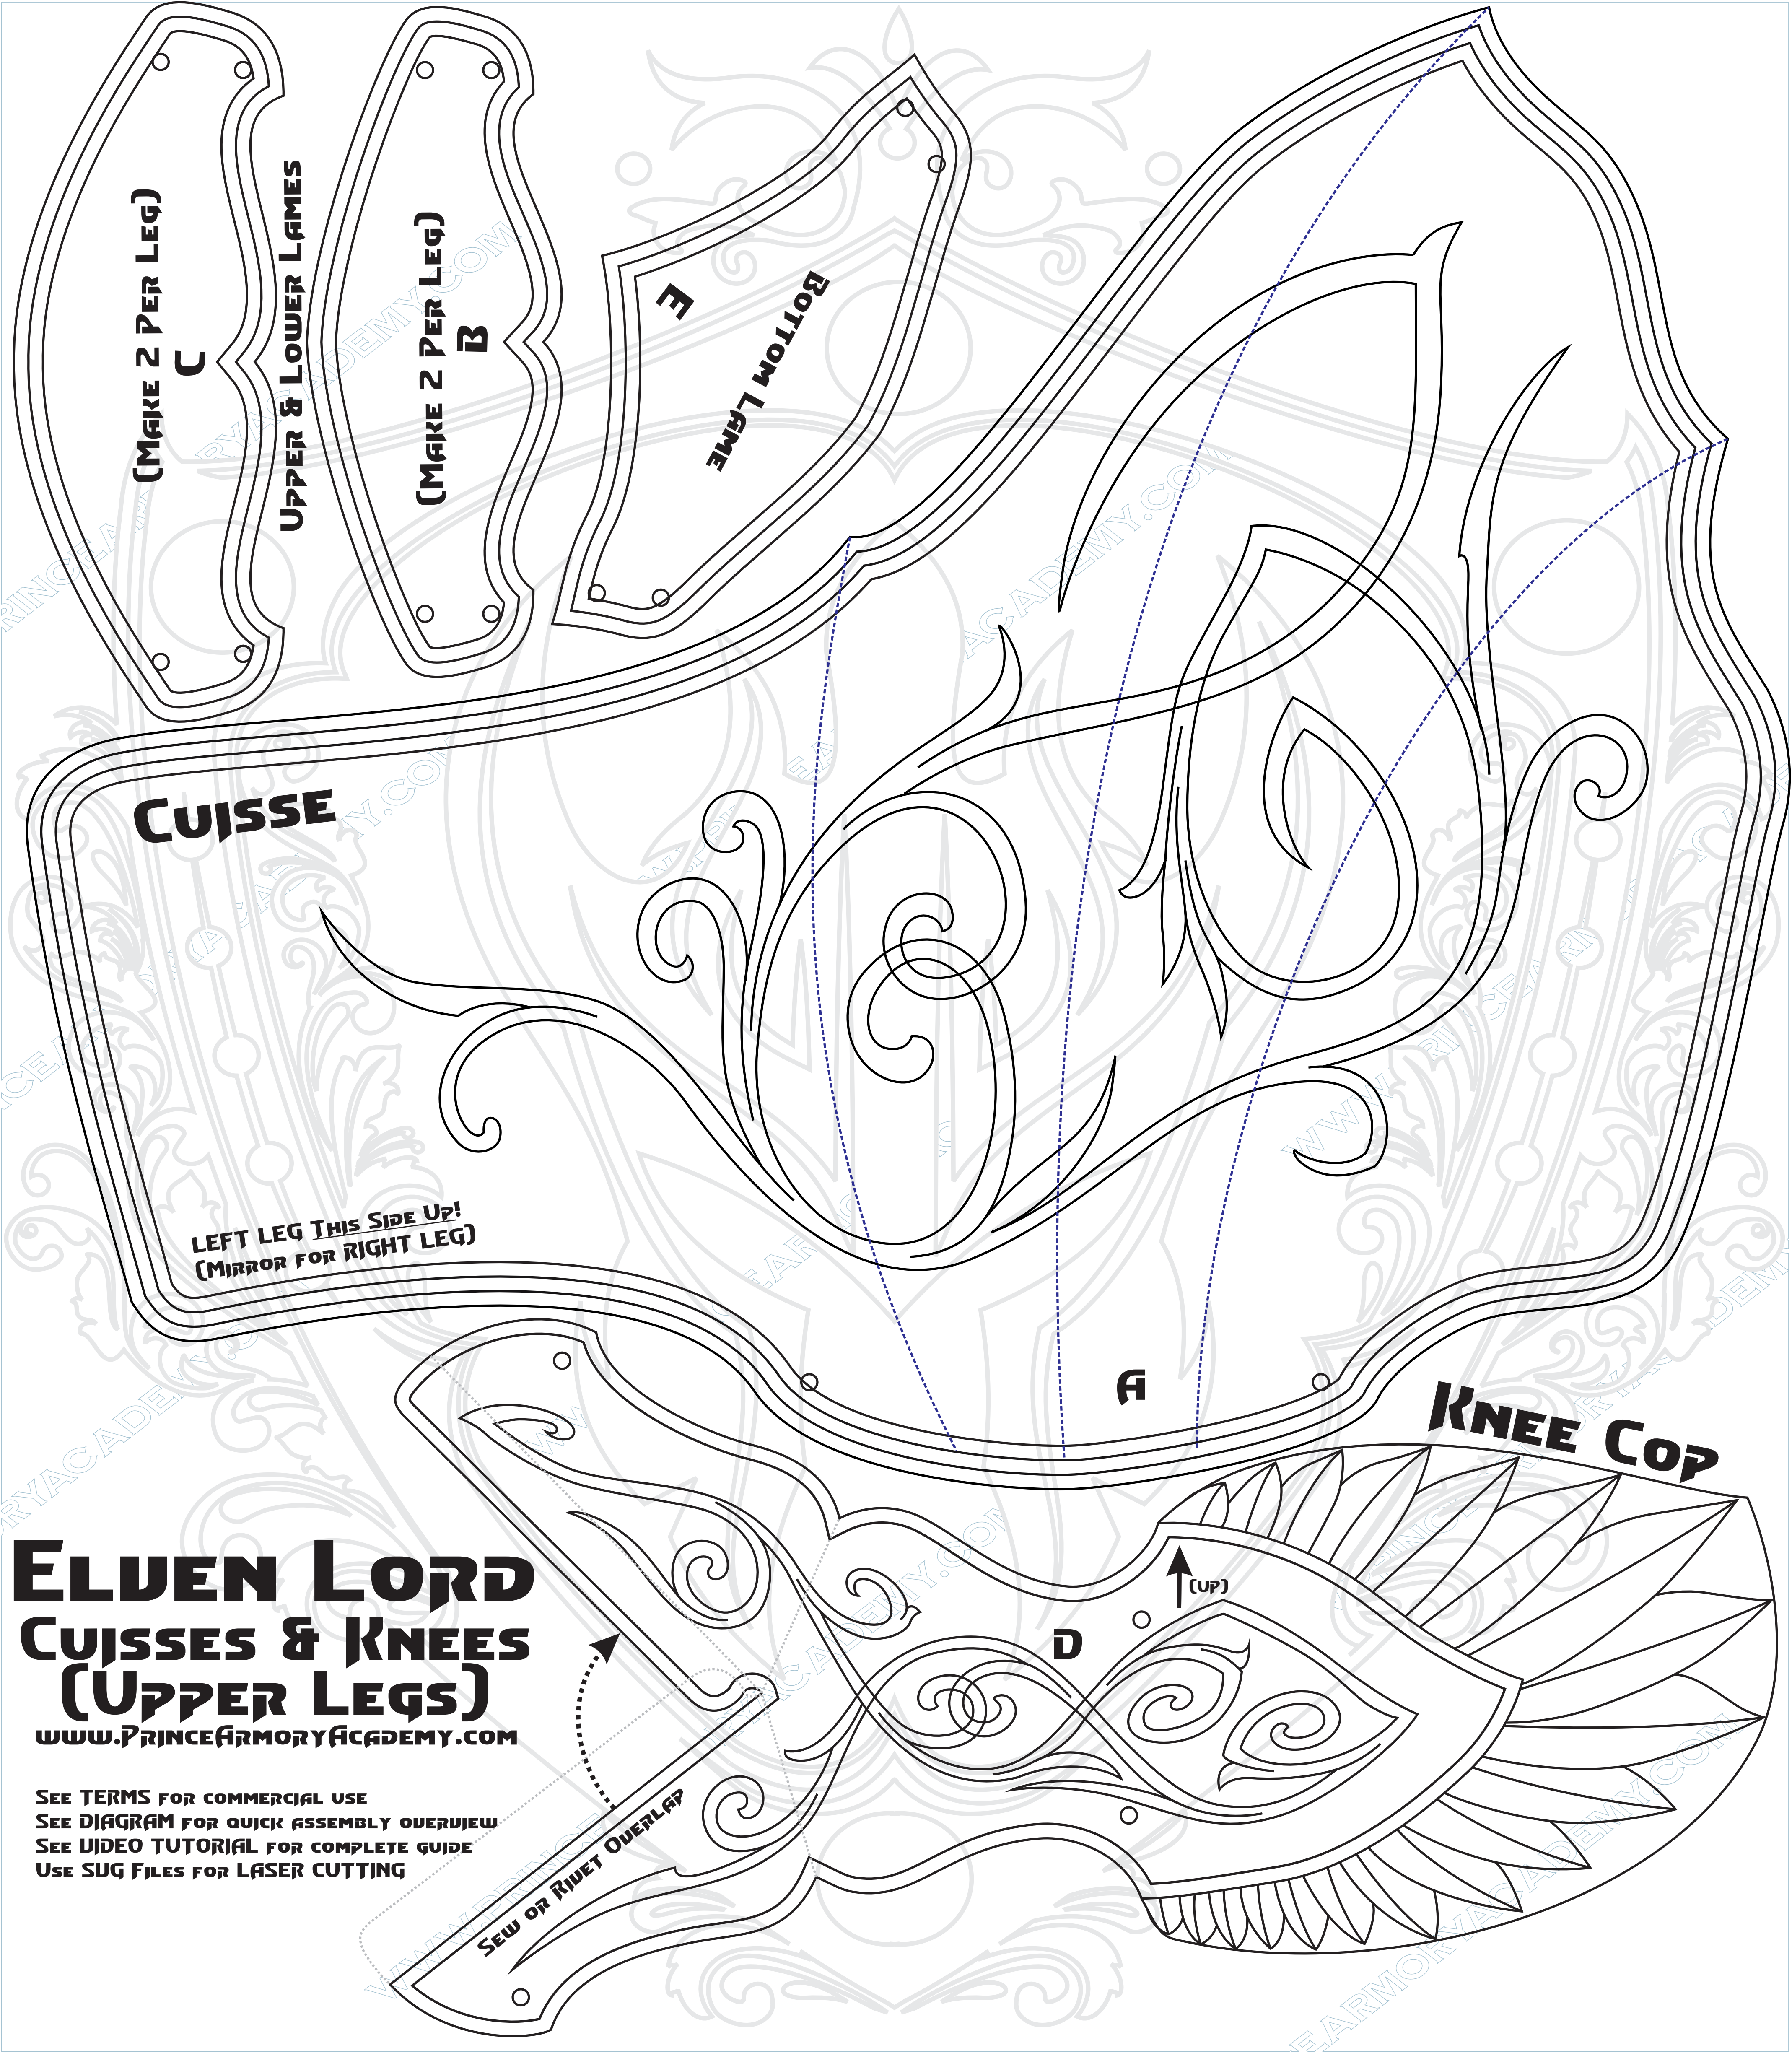 (Make 2 Per Leg)
C
Upper & Lower Lames
(Make 2 Per Leg)
B
E
Bottom Lame
Cuisse
LEFT LEG This Side Up!
(Mirror for RIGHT LEG)
A
Knee Cop
(up)
D
Elven Lord
Cuisses & Knees
(Upper Legs)
www.PrinceArmoryAcademy.com
See TERMS for commercial use
See DIAGRAM for quick assembly overview
See VIDEO TUTORIAL for complete guide
Use SVG Files for LASER CUTTING
Sew or Rivet Overlap